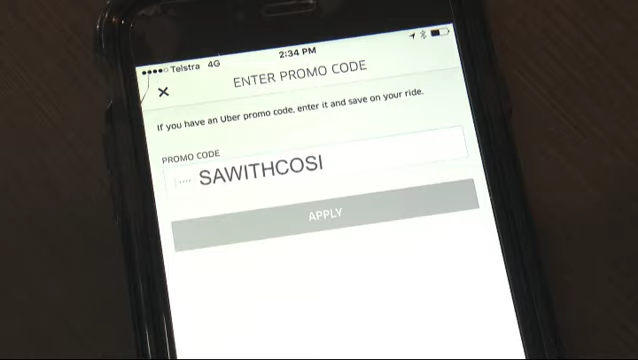 Telstra 4G 2:34 PM
ENTER PROMO CODE
If you have an Uber promo code, enter it and save on your ride.
PROMO CODE
SAWITHCOSI
APPLY